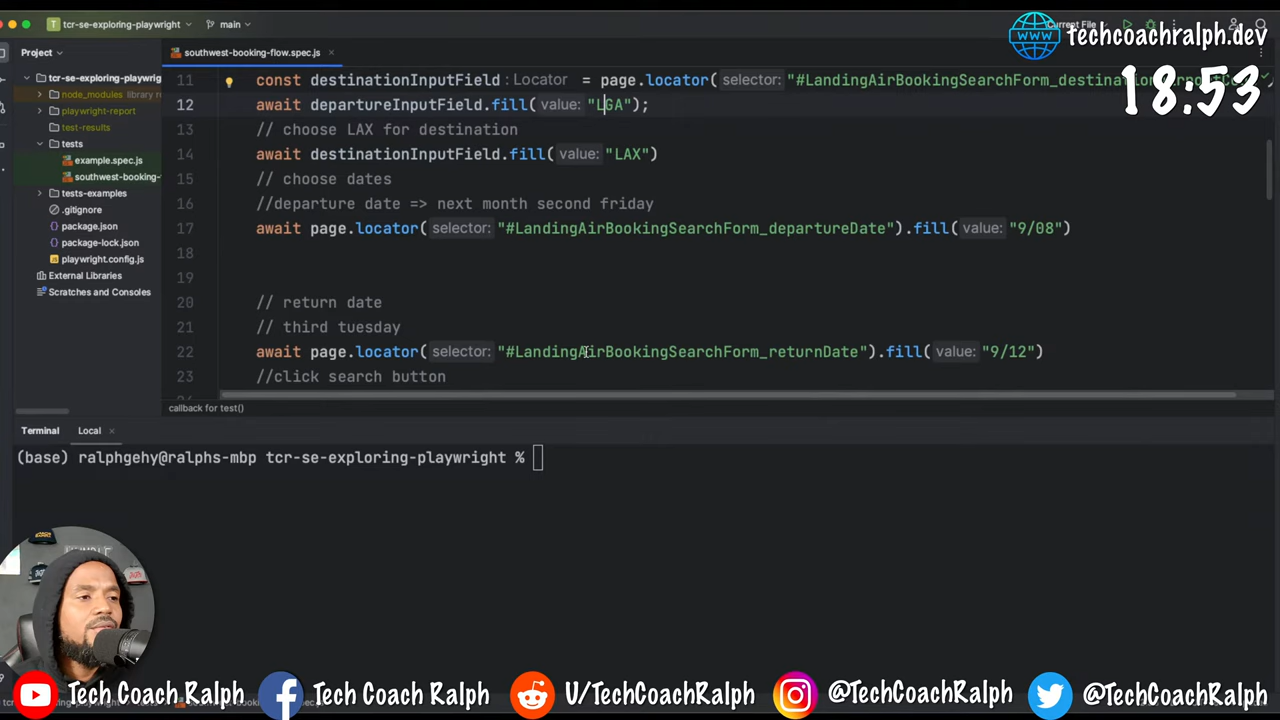 tcr-se-exploring-playwright
main
Current File
www
techcoachralph.dev
Project
southwest-booking-flow.spec.js
18:53
tcr-se-exploring-playwrig
node_modules library
playwright-report
test-results
tests
example.spec.js
southwest-booking-
tests-examples
.gitignore
package.json
package-lock.json
playwright.config.js
External Libraries
Scratches and Consoles
11 const destinationInputField : Locator = page.locator( selector: "#LandingAirBookingSearchForm_destination
12 await departureInputField.fill( value: "LGA");
13 // choose LAX for destination
14 await destinationInputField.fill( value: "LAX")
15 // choose dates
16 //departure date => next month second friday
17 await page.locator( selector: "#LandingAirBookingSearchForm_departureDate").fill( value: "9/08")
18
19
20 // return date
21 // third tuesday
22 await page.locator( selector: "#LandingAirBookingSearchForm_returnDate").fill( value: "9/12")
23 //click search button
callback for test()
Terminal Local
(base) ralphgehy@ralphs-mbp tcr-se-exploring-playwright %
Tech Coach Ralph
Tech Coach Ralph
U/TechCoachRalph
@TechCoachRalph
@TechCoachRalph